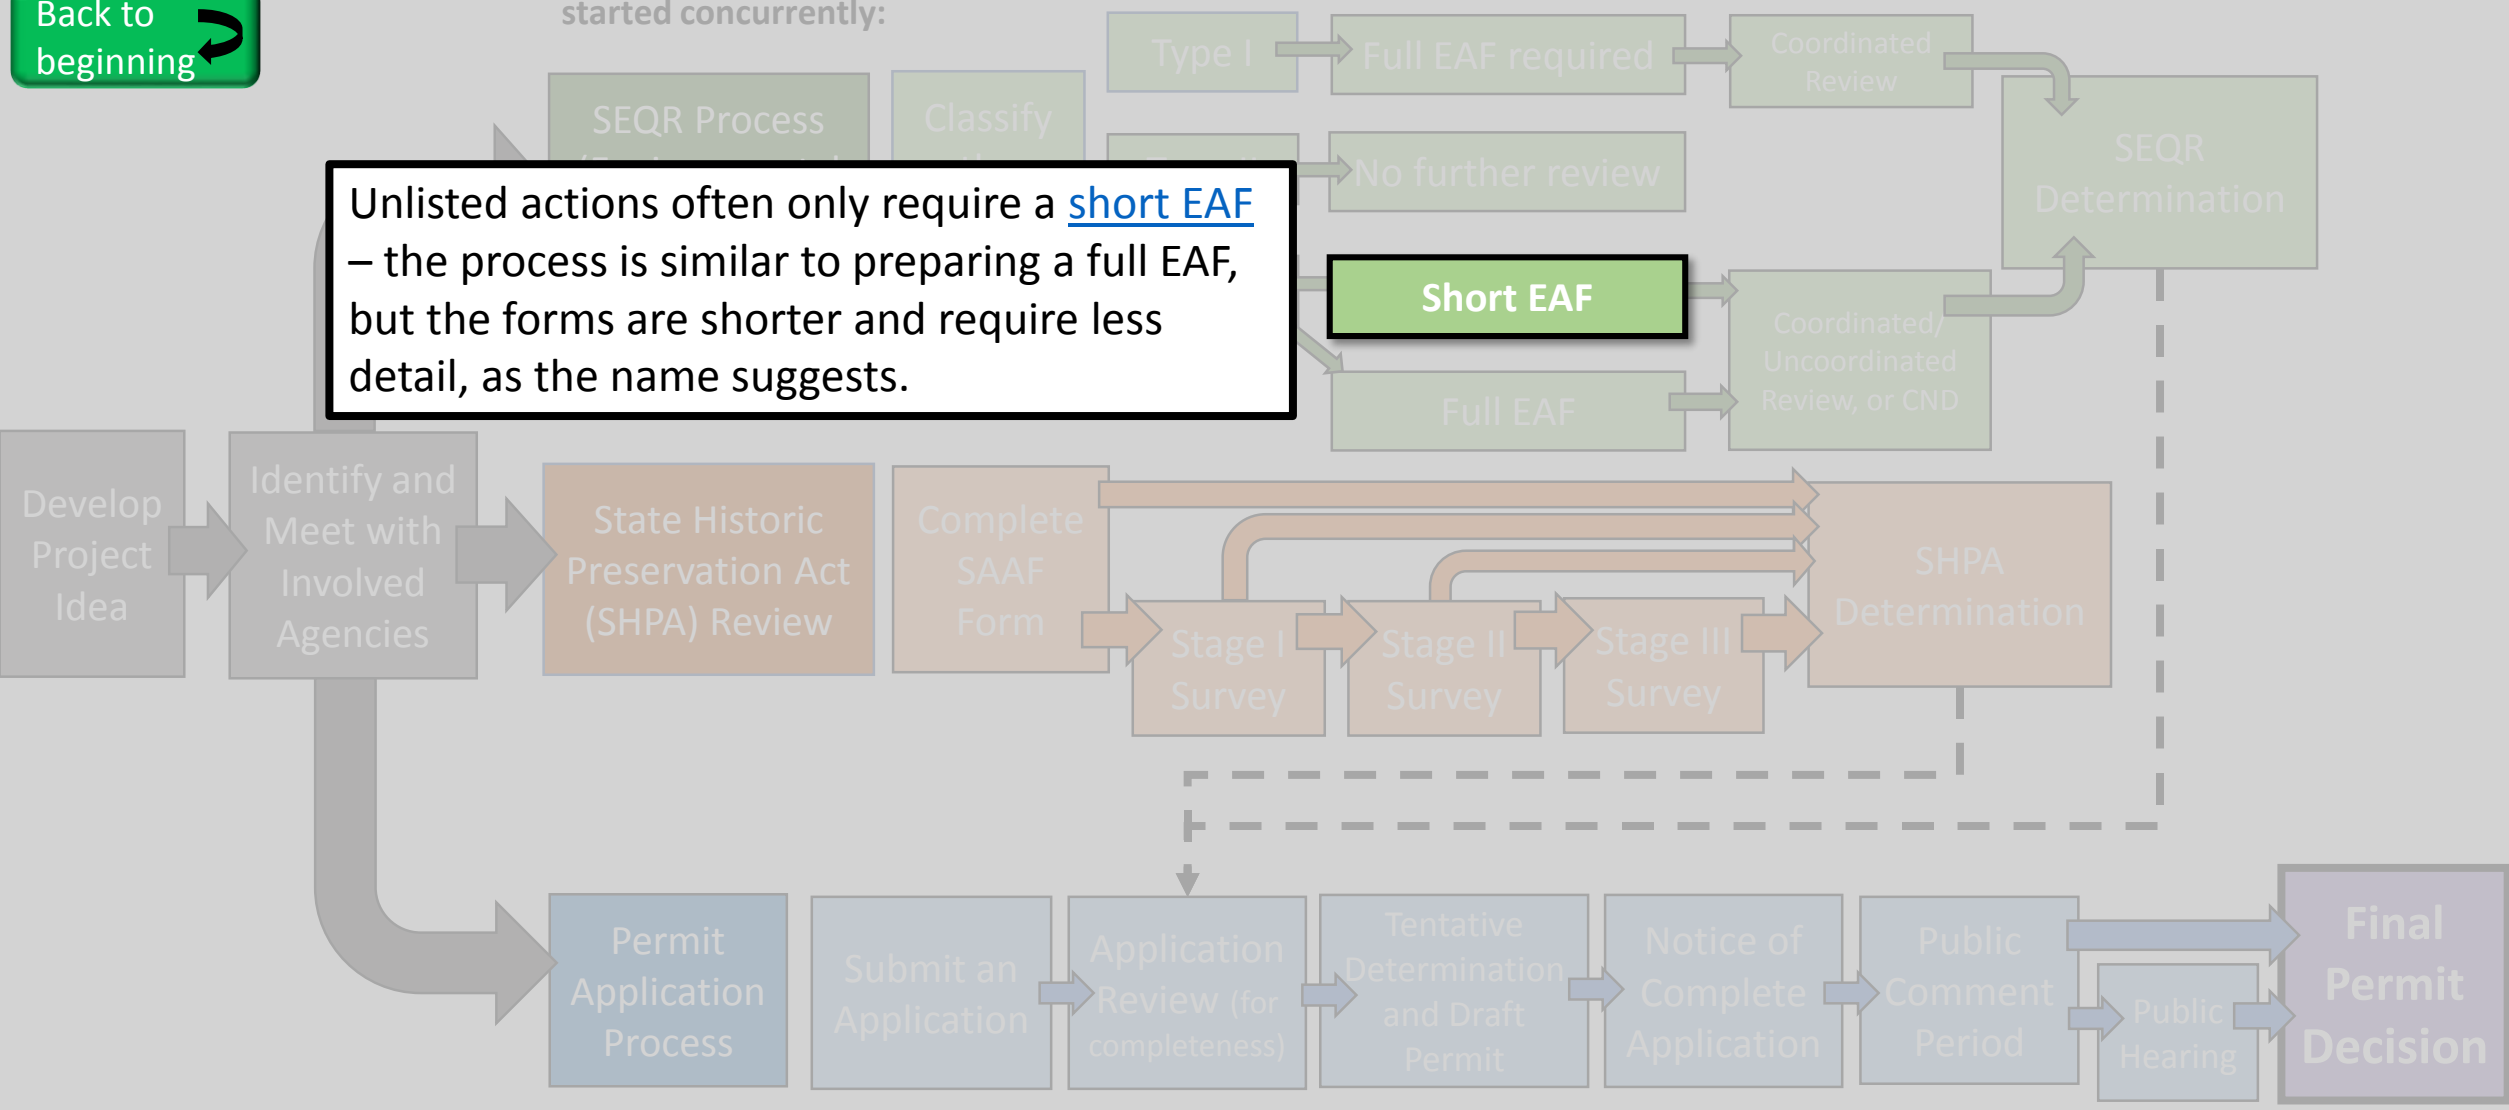 Back to
beginning
started concurrently:
Type I
Full EAF required
Coordinated
Review
SEQR Process
Classify
No further review
SEQR
Determination
Unlisted actions often only require a short EAF
– the process is similar to preparing a full EAF,
but the forms are shorter and require less
detail, as the name suggests.
Short EAF
Coordinated/
Uncoordinated
Review, or CND
Full EAF
Develop
Project
Idea
Identify and
Meet with
Involved
Agencies
State Historic
Preservation Act
(SHPA) Review
Complete
SAAF
Form
Stage I
Survey
Stage II
Survey
Stage III
Survey
SHPA
Determination
Permit
Application
Process
Submit an
Application
Application
Review (for
completeness)
Tentative
Determination
and Draft
Permit
Notice of
Complete
Application
Public
Comment
Period
Public
Hearing
Final
Permit
Decision